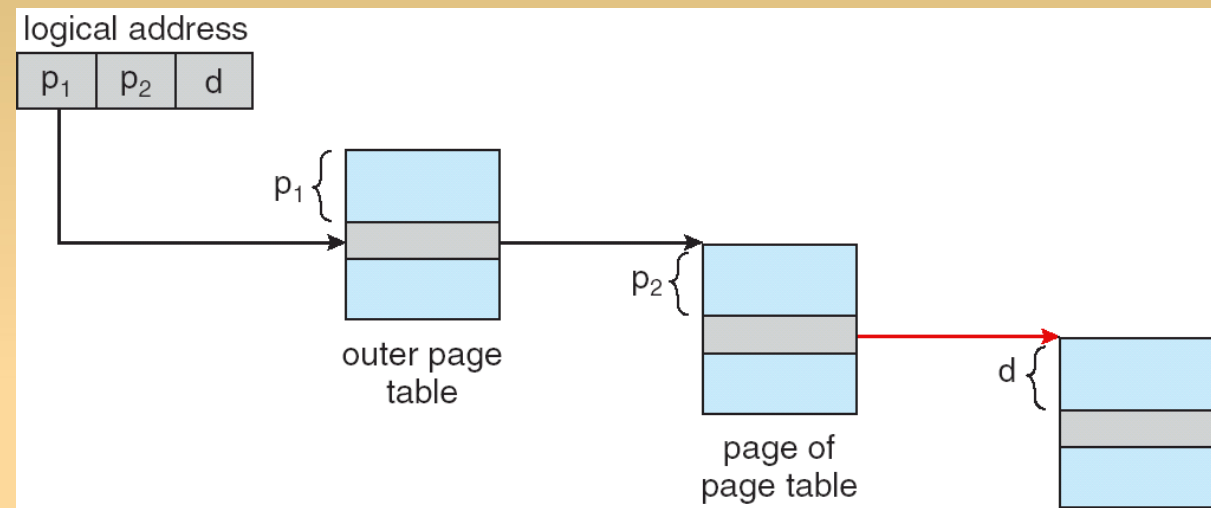 logical address
p₁ p₂ d
p₁
p₂
d
outer page
table
page of
page table